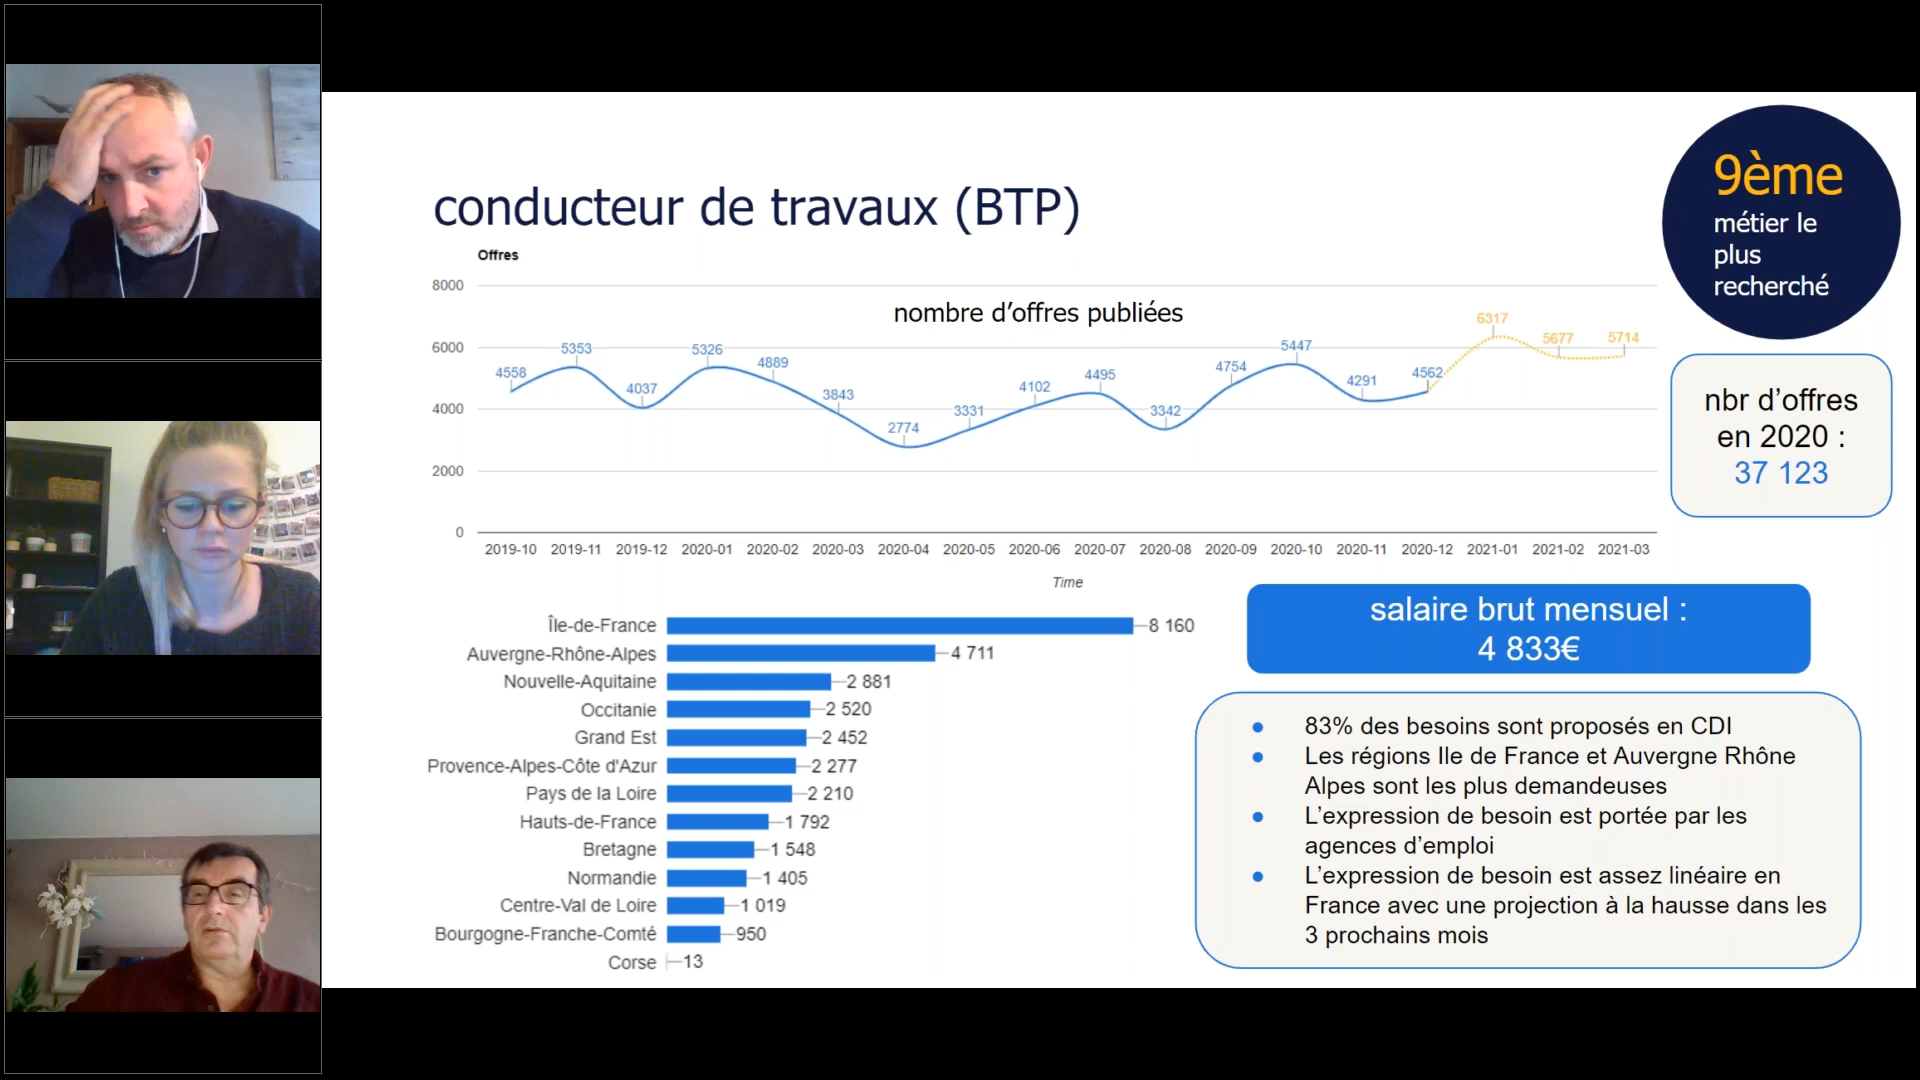 conducteur de travaux (BTP)
9ème
métier le
plus
recherché
Offres
nombre d’offres publiées
8000
6000
4000
2000
0
4558
5353
4037
5326
4889
3843
2774
3331
4102
4495
3342
4754
5447
4291
4562
6317
5677
5714
2019-10 2019-11 2019-12 2020-01 2020-02 2020-03 2020-04 2020-05 2020-06 2020-07 2020-08 2020-09 2020-10 2020-11 2020-12 2021-01 2021-02 2021-03
Time
nbr d’offres
en 2020 :
37 123
Île-de-France 8 160
Auvergne-Rhône-Alpes 4 711
Nouvelle-Aquitaine 2 881
Occitanie 2 520
Grand Est 2 452
Provence-Alpes-Côte d'Azur 2 277
Pays de la Loire 2 210
Hauts-de-France 1 792
Bretagne 1 548
Normandie 1 405
Centre-Val de Loire 1 019
Bourgogne-Franche-Comté 950
Corse 13
salaire brut mensuel :
4 833€
● 83% des besoins sont proposés en CDI
● Les régions Ile de France et Auvergne Rhône
Alpes sont les plus demandeuses
● L’expression de besoin est portée par les
agences d’emploi
● L’expression de besoin est assez linéaire en
France avec une projection à la hausse dans les
3 prochains mois